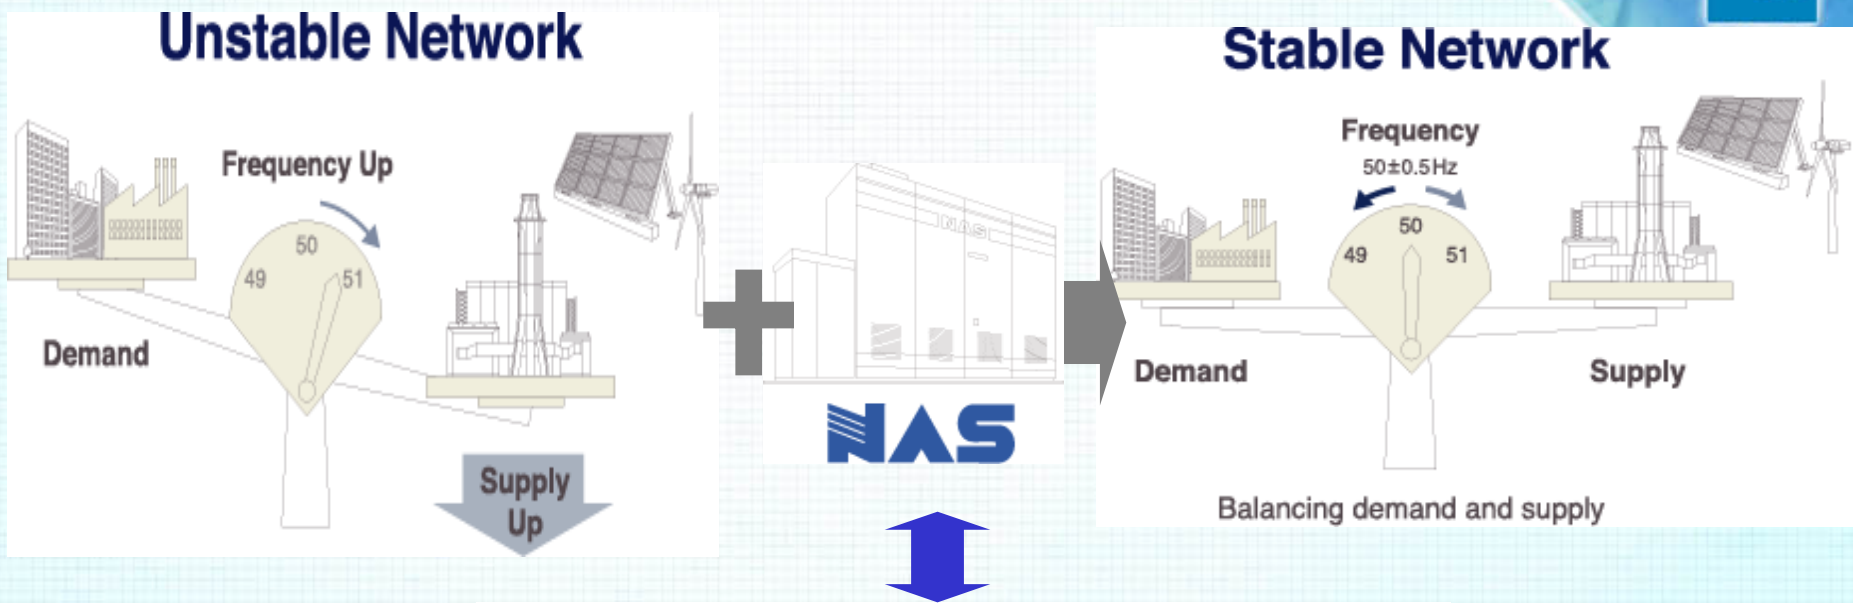 Unstable Network
Frequency Up
50
49
51
Demand
Supply
Up
NAS
NAS
Stable Network
Frequency
50±0.5Hz
50
49
51
Demand
Supply
Balancing demand and supply